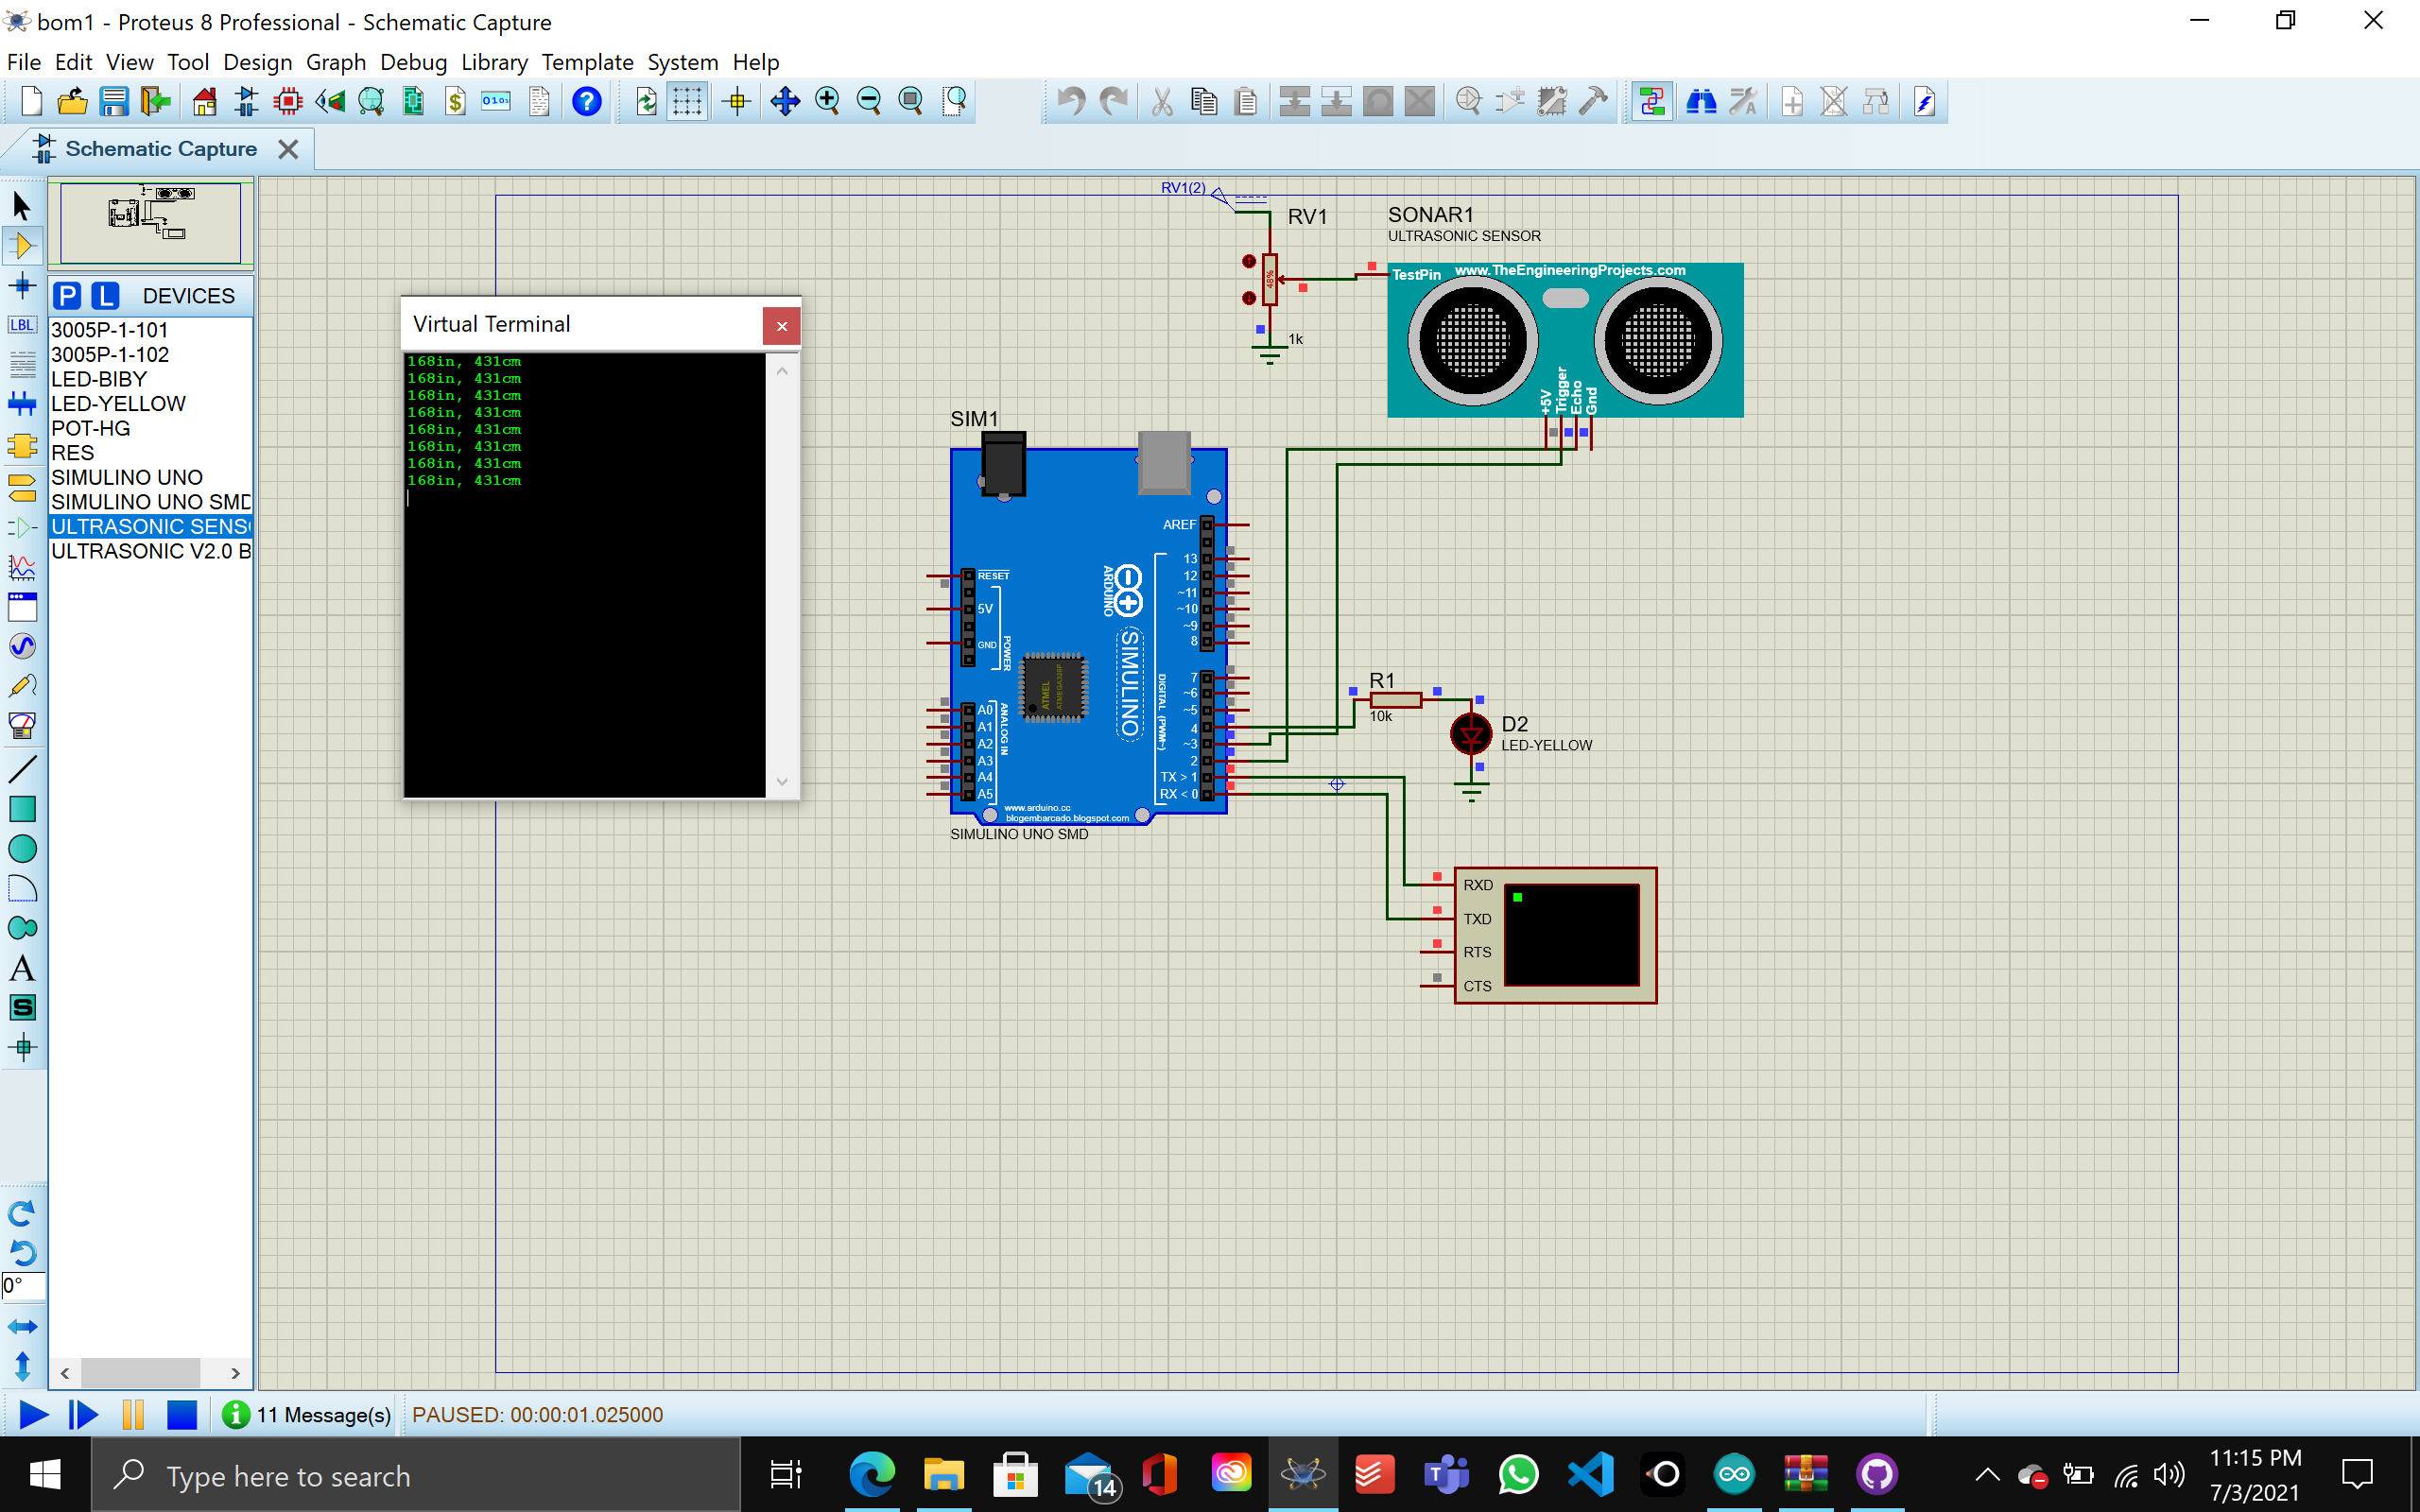 bom1 - Proteus 8 Professional - Schematic Capture
File Edit View Tool Design Graph Debug Library Template System Help
Schematic Capture
P L DEVICES
3005P-1-101
3005P-1-102
LED-BIBY
LED-YELLOW
POT-HG
RES
SIMULINO UNO
SIMULINO UNO SMD
ULTRASONIC SENS
ULTRASONIC V2.0 B
LBL
0°
Virtual Terminal
168in, 431cm
168in, 431cm
168in, 431cm
168in, 431cm
168in, 431cm
168in, 431cm
168in, 431cm
168in, 431cm
RV1(2)
RV1
48%
1k
SONAR1
ULTRASONIC SENSOR
TestPin www.TheEngineeringProjects.com
+5V
Trigger
Echo
Gnd
SIM1
AREF
13
12
~11
~10
~9
8
7
~6
~5
4
~3
2
TX > 1
RX < 0
RESET
5V
GND
POWER
A0
A1
A2
A3
A4
A5
ANALOG IN
ARDUINO
SIMULINO
DIGITAL (PWM~)
ATMEL
ATMEGA328P
www.arduino.cc
blogembarcado.blogspot.com
SIMULINO UNO SMD
R1
10k
D2
LED-YELLOW
RXD
TXD
RTS
CTS
11 Message(s) PAUSED: 00:00:01.025000
Type here to search
14
11:15 PM
7/3/2021